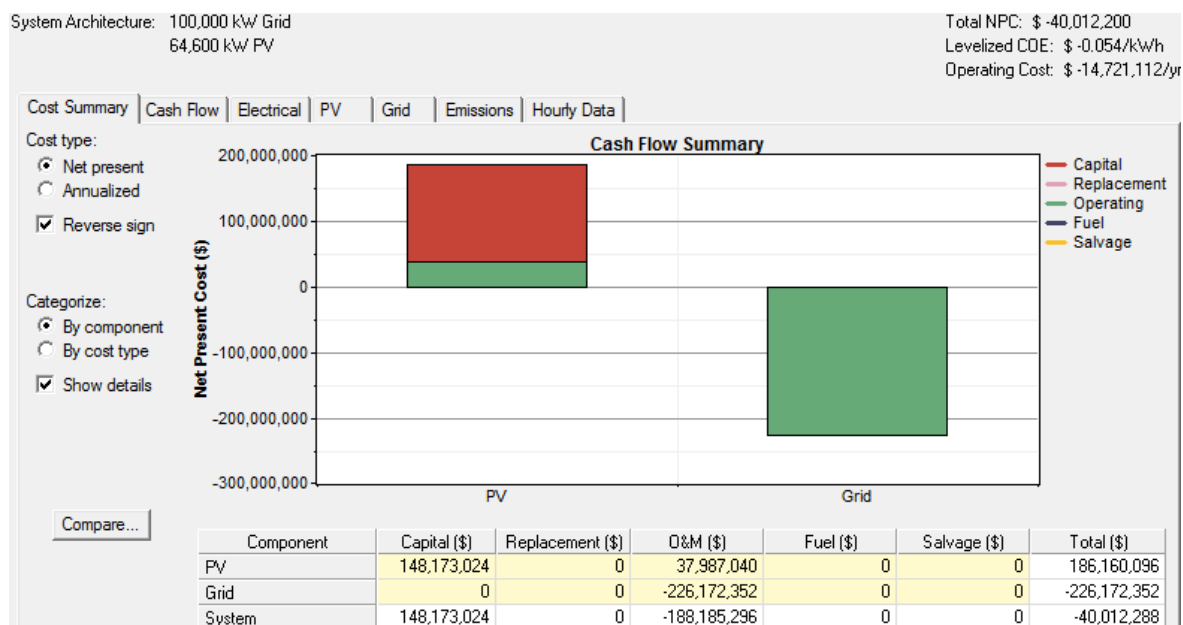 System Architecture: 100,000 kW Grid
64,600 kW PV
Total NPC: $ -40,012,200
Levelized COE: $ -0.054/kWh
Operating Cost: $ -14,721,112/yr
Cost Summary Cash Flow Electrical PV Grid Emissions Hourly Data
Cost type:
Net present
Annualized
Reverse sign
Categorize:
By component
By cost type
Show details
Compare...
Cash Flow Summary
Net Present Cost ($)
200,000,000
100,000,000
0
-100,000,000
-200,000,000
-300,000,000
PV Grid
Capital
Replacement
Operating
Fuel
Salvage
Component Capital ($) Replacement ($) O&M ($) Fuel ($) Salvage ($) Total ($)
PV 148,173,024 0 37,987,040 0 0 186,160,096
Grid 0 0 -226,172,352 0 0 -226,172,352
System 148,173,024 0 -188,185,296 0 0 -40,012,288